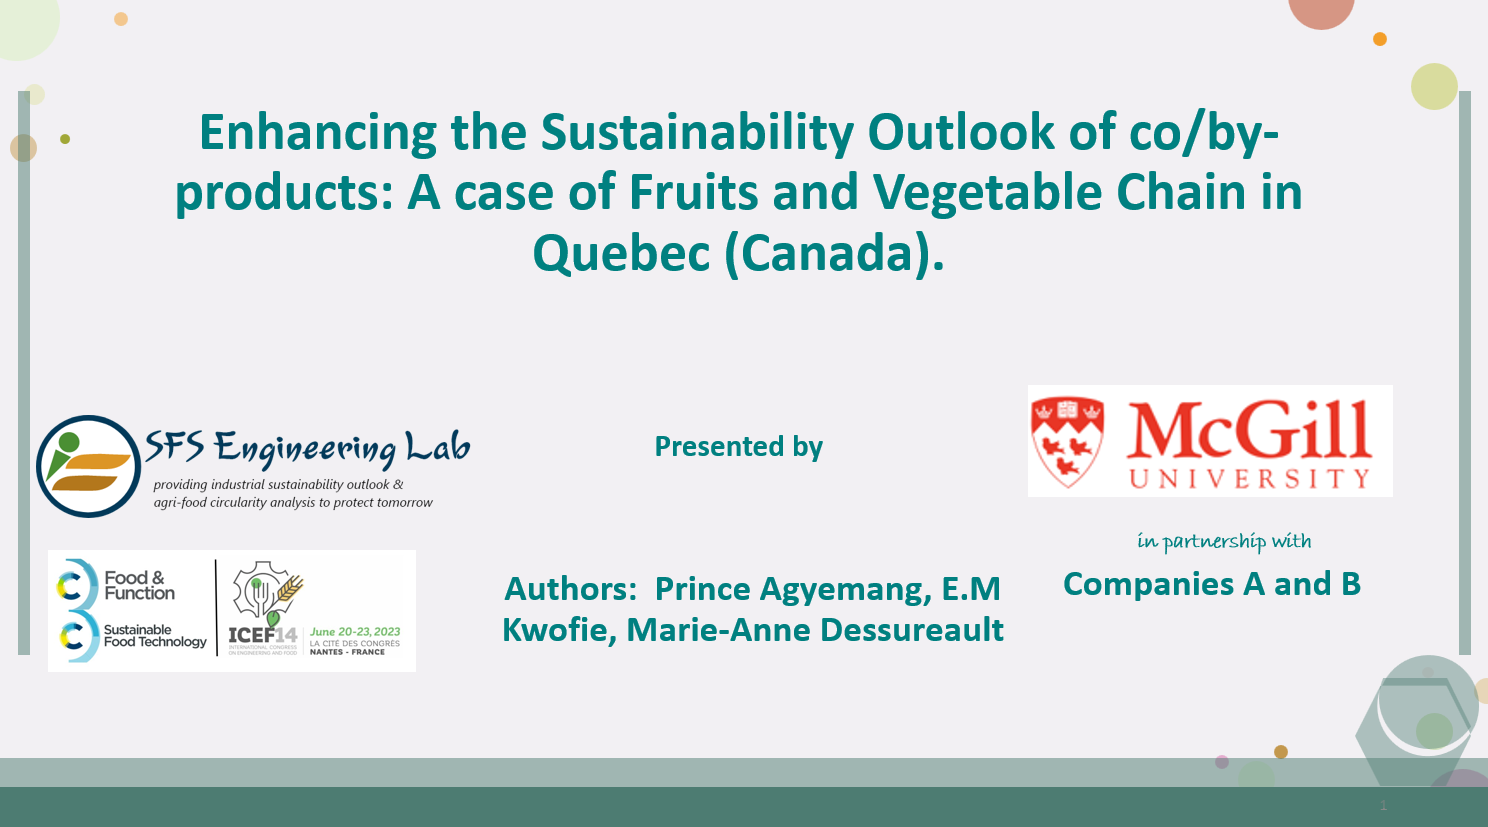 Enhancing the Sustainability Outlook of co/by-
products: A case of Fruits and Vegetable Chain in
Quebec (Canada).
SFS Engineering Lab
providing industrial sustainability outlook &
agri-food circularity analysis to protect tomorrow
Presented by
McGill
UNIVERSITY
in partnership with
Companies A and B
Food &
Function
Sustainable
Food Technology
ICEF14
INTERNATIONAL CONGRESS
ON ENGINEERING AND FOOD
June 20-23, 2023
LA CITÉ DES CONGRÈS
NANTES - FRANCE
Authors:  Prince Agyemang, E.M
Kwofie, Marie-Anne Dessureault
1